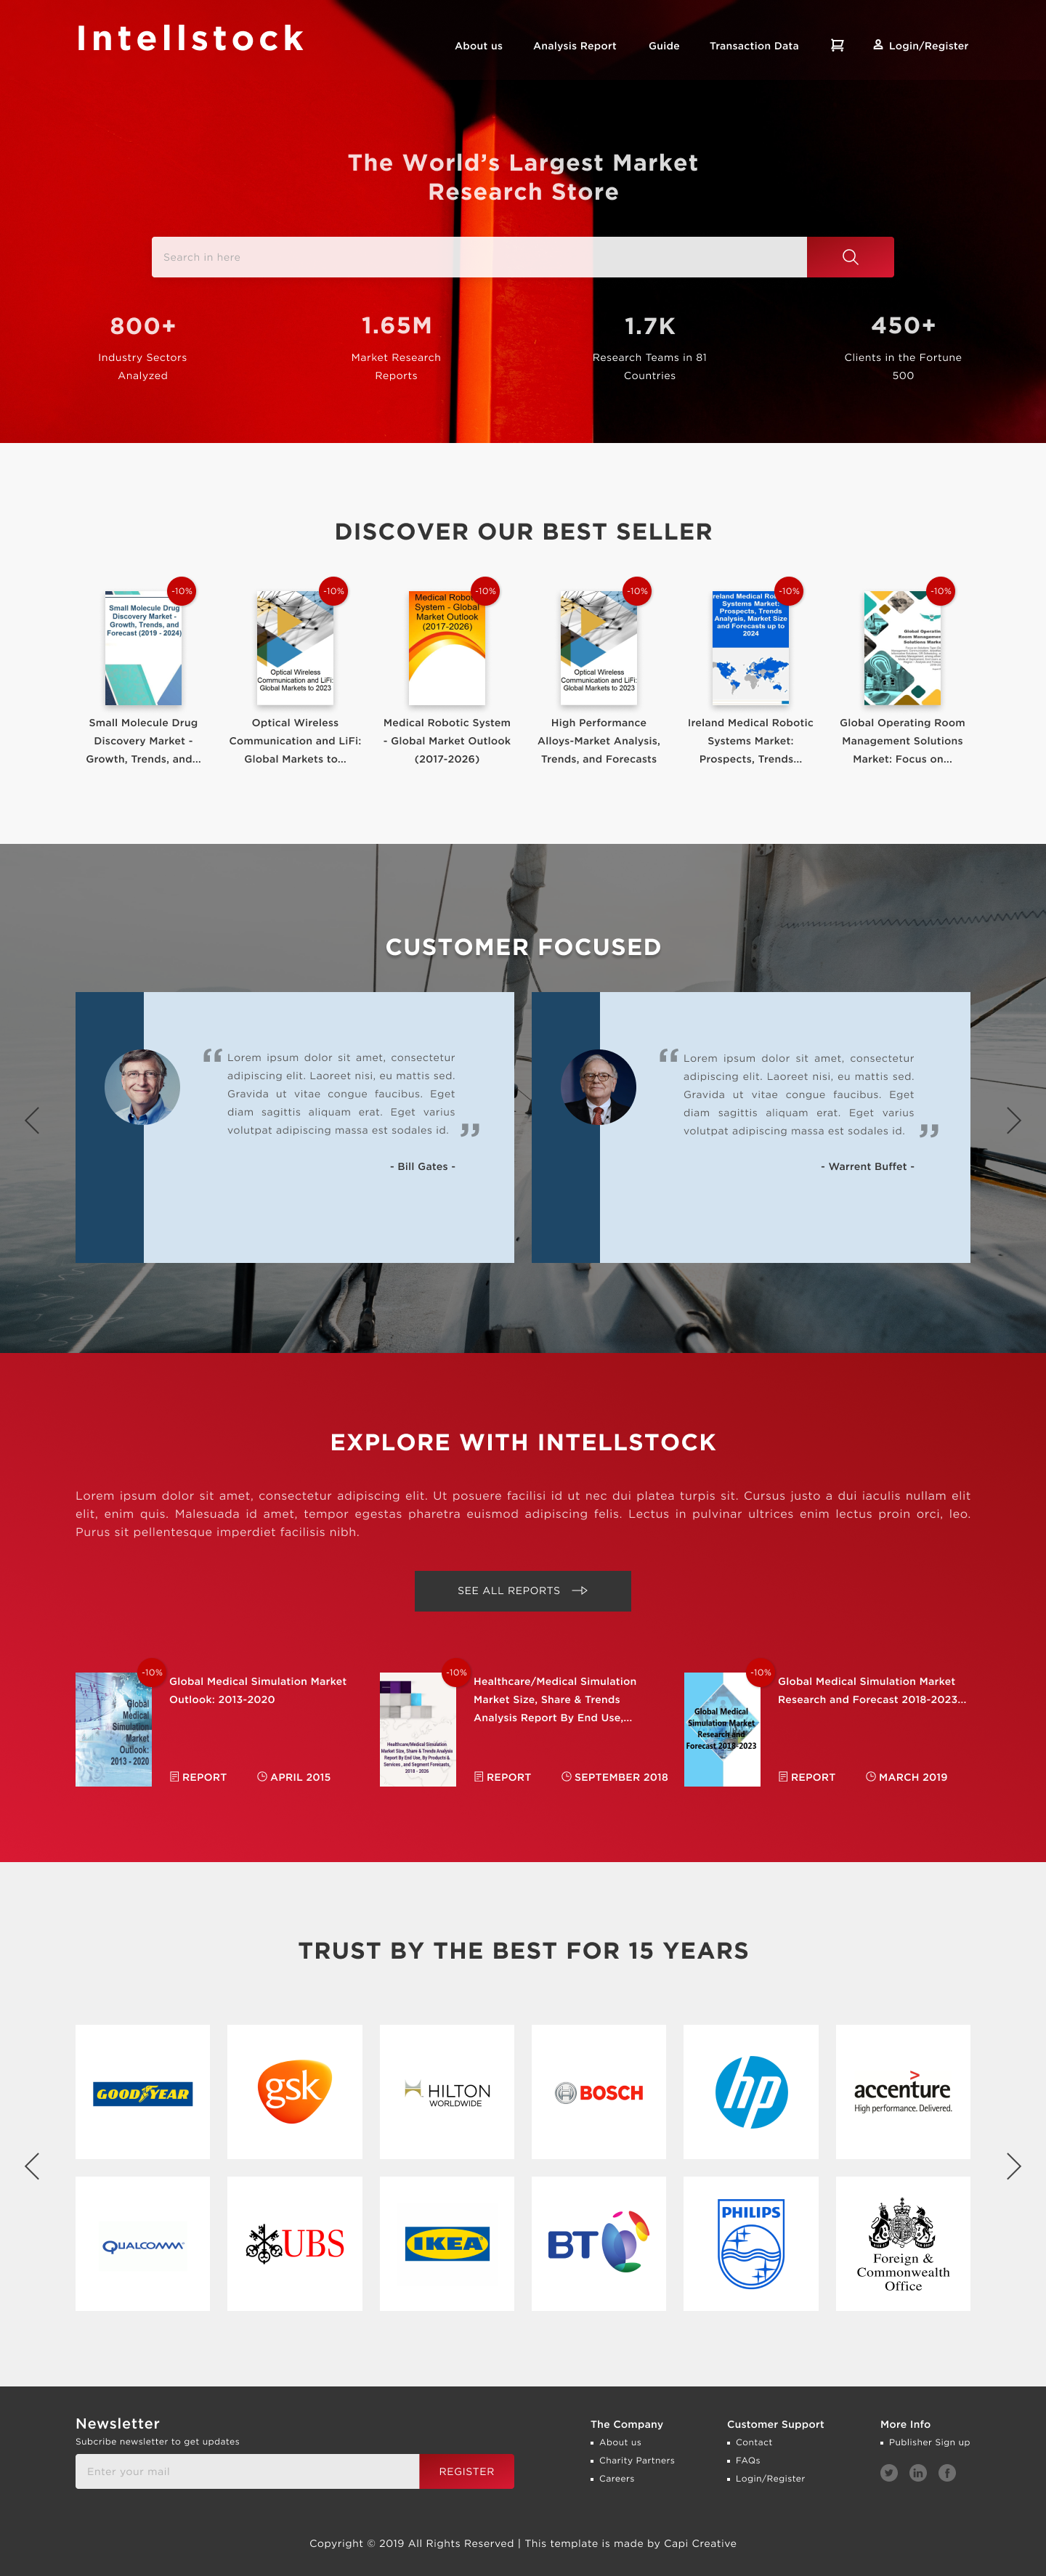 Intellstock
About us
Analysis Report
Guide
Transaction Data
Login/Register
The World's Largest Market
Research Store
Search in here
800+
Industry Sectors
Analyzed
1.65M
Market Research
Reports
1.7K
Research Teams in 81
Countries
450+
Clients in the Fortune
500
DISCOVER OUR BEST SELLER
-10%
Small Molecule Drug
Discovery Market -
Growth, Trends, and
Forecast (2019 - 2024)
Small Molecule Drug
Discovery Market -
Growth, Trends, and...
-10%
Optical Wireless
Communication and LiFi:
Global Markets to 2023
Optical Wireless
Communication and LiFi:
Global Markets to...
-10%
Medical Robot
System - Global
Market Outlook
(2017-2026)
Medical Robotic System
- Global Market Outlook
(2017-2026)
-10%
Optical Wireless
Communication and LiFi:
Global Markets to 2023
High Performance
Alloys-Market Analysis,
Trends, and Forecasts
-10%
Systems Market:
Prospects, Trends
Analysis, Market Size
and Forecasts up to
2024
Ireland Medical Robotic
Systems Market:
Prospects, Trends...
-10%
Global Operating Room
Management Solutions
Market: Focus on...
CUSTOMER FOCUSED
“ Lorem ipsum dolor sit amet, consectetur
adipiscing elit. Laoreet nisi, eu mattis sed.
Gravida ut vitae congue faucibus. Eget
diam sagittis aliquam erat. Eget varius
volutpat adipiscing massa est sodales id. ”
- Bill Gates -
“ Lorem ipsum dolor sit amet, consectetur
adipiscing elit. Laoreet nisi, eu mattis sed.
Gravida ut vitae congue faucibus. Eget
diam sagittis aliquam erat. Eget varius
volutpat adipiscing massa est sodales id. ”
- Warrent Buffet -
EXPLORE WITH INTELLSTOCK
Lorem ipsum dolor sit amet, consectetur adipiscing elit. Ut posuere facilisi id ut nec dui platea turpis sit. Cursus justo a dui iaculis nullam elit
elit, enim quis. Malesuada id amet, tempor egestas pharetra euismod adipiscing felis. Lectus in pulvinar ultrices enim lectus proin orci, leo.
Purus sit pellentesque imperdiet facilisis nibh.
SEE ALL REPORTS
-10%
Global
Medical
Simulation
Market
Outlook:
2013 - 2020
Global Medical Simulation Market
Outlook: 2013-2020
REPORT
APRIL 2015
-10%
Healthcare/Medical Simulation
Market Size, Share & Trends Analysis
Report By End Use, By Products &
Services , and Segment Forecasts,
2018 - 2026
Healthcare/Medical Simulation
Market Size, Share & Trends
Analysis Report By End Use,...
REPORT
SEPTEMBER 2018
-10%
Global Medical
Simulation Market
Research and
Forecast 2018-2023
Global Medical Simulation Market
Research and Forecast 2018-2023...
REPORT
MARCH 2019
TRUST BY THE BEST FOR 15 YEARS
GOODYEAR
gsk
HILTON
WORLDWIDE
BOSCH
hp
accenture
High performance. Delivered.
QUALCOMM
UBS
IKEA
BT
PHILIPS
Foreign &
Commonwealth
Office
Newsletter
Subcribe newsletter to get updates
Enter your mail
REGISTER
The Company
About us
Charity Partners
Careers
Customer Support
Contact
FAQs
Login/Register
More Info
Publisher Sign up
Copyright © 2019 All Rights Reserved | This template is made by Capi Creative